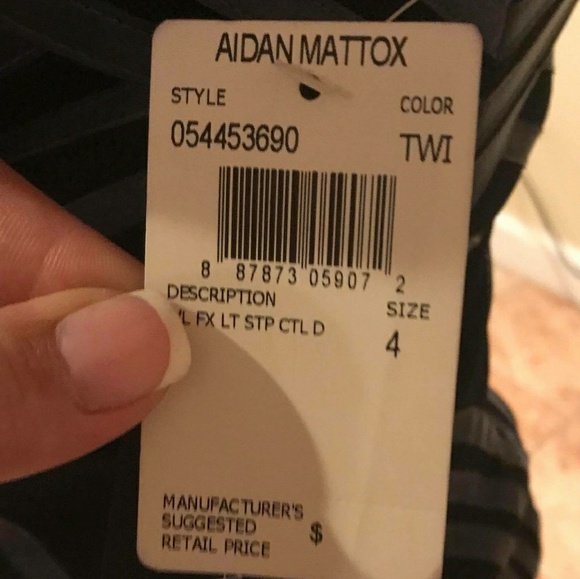 AIDAN MATTOX
STYLE COLOR
054453690 TWI
8 87873 05907 2
DESCRIPTION SIZE
FX LT STP CTL D 4
MANUFACTURER'S
SUGGESTED $
RETAIL PRICE